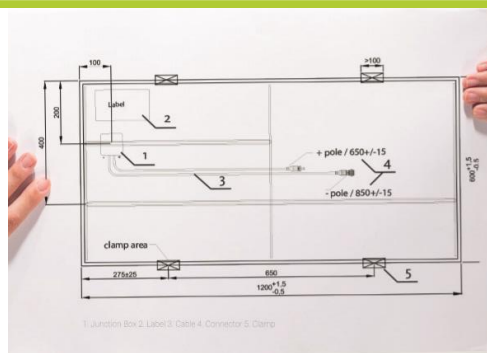 100
>100
200
400
Label
2
1
3
+ pole / 650+/-15
4
- pole / 850+/-15
600+1,5 -0,5
clamp area
275±25
650
5
1200+1,5 -0,5
1. Junction Box 2. Label 3. Cable 4. Connector 5. Clamp